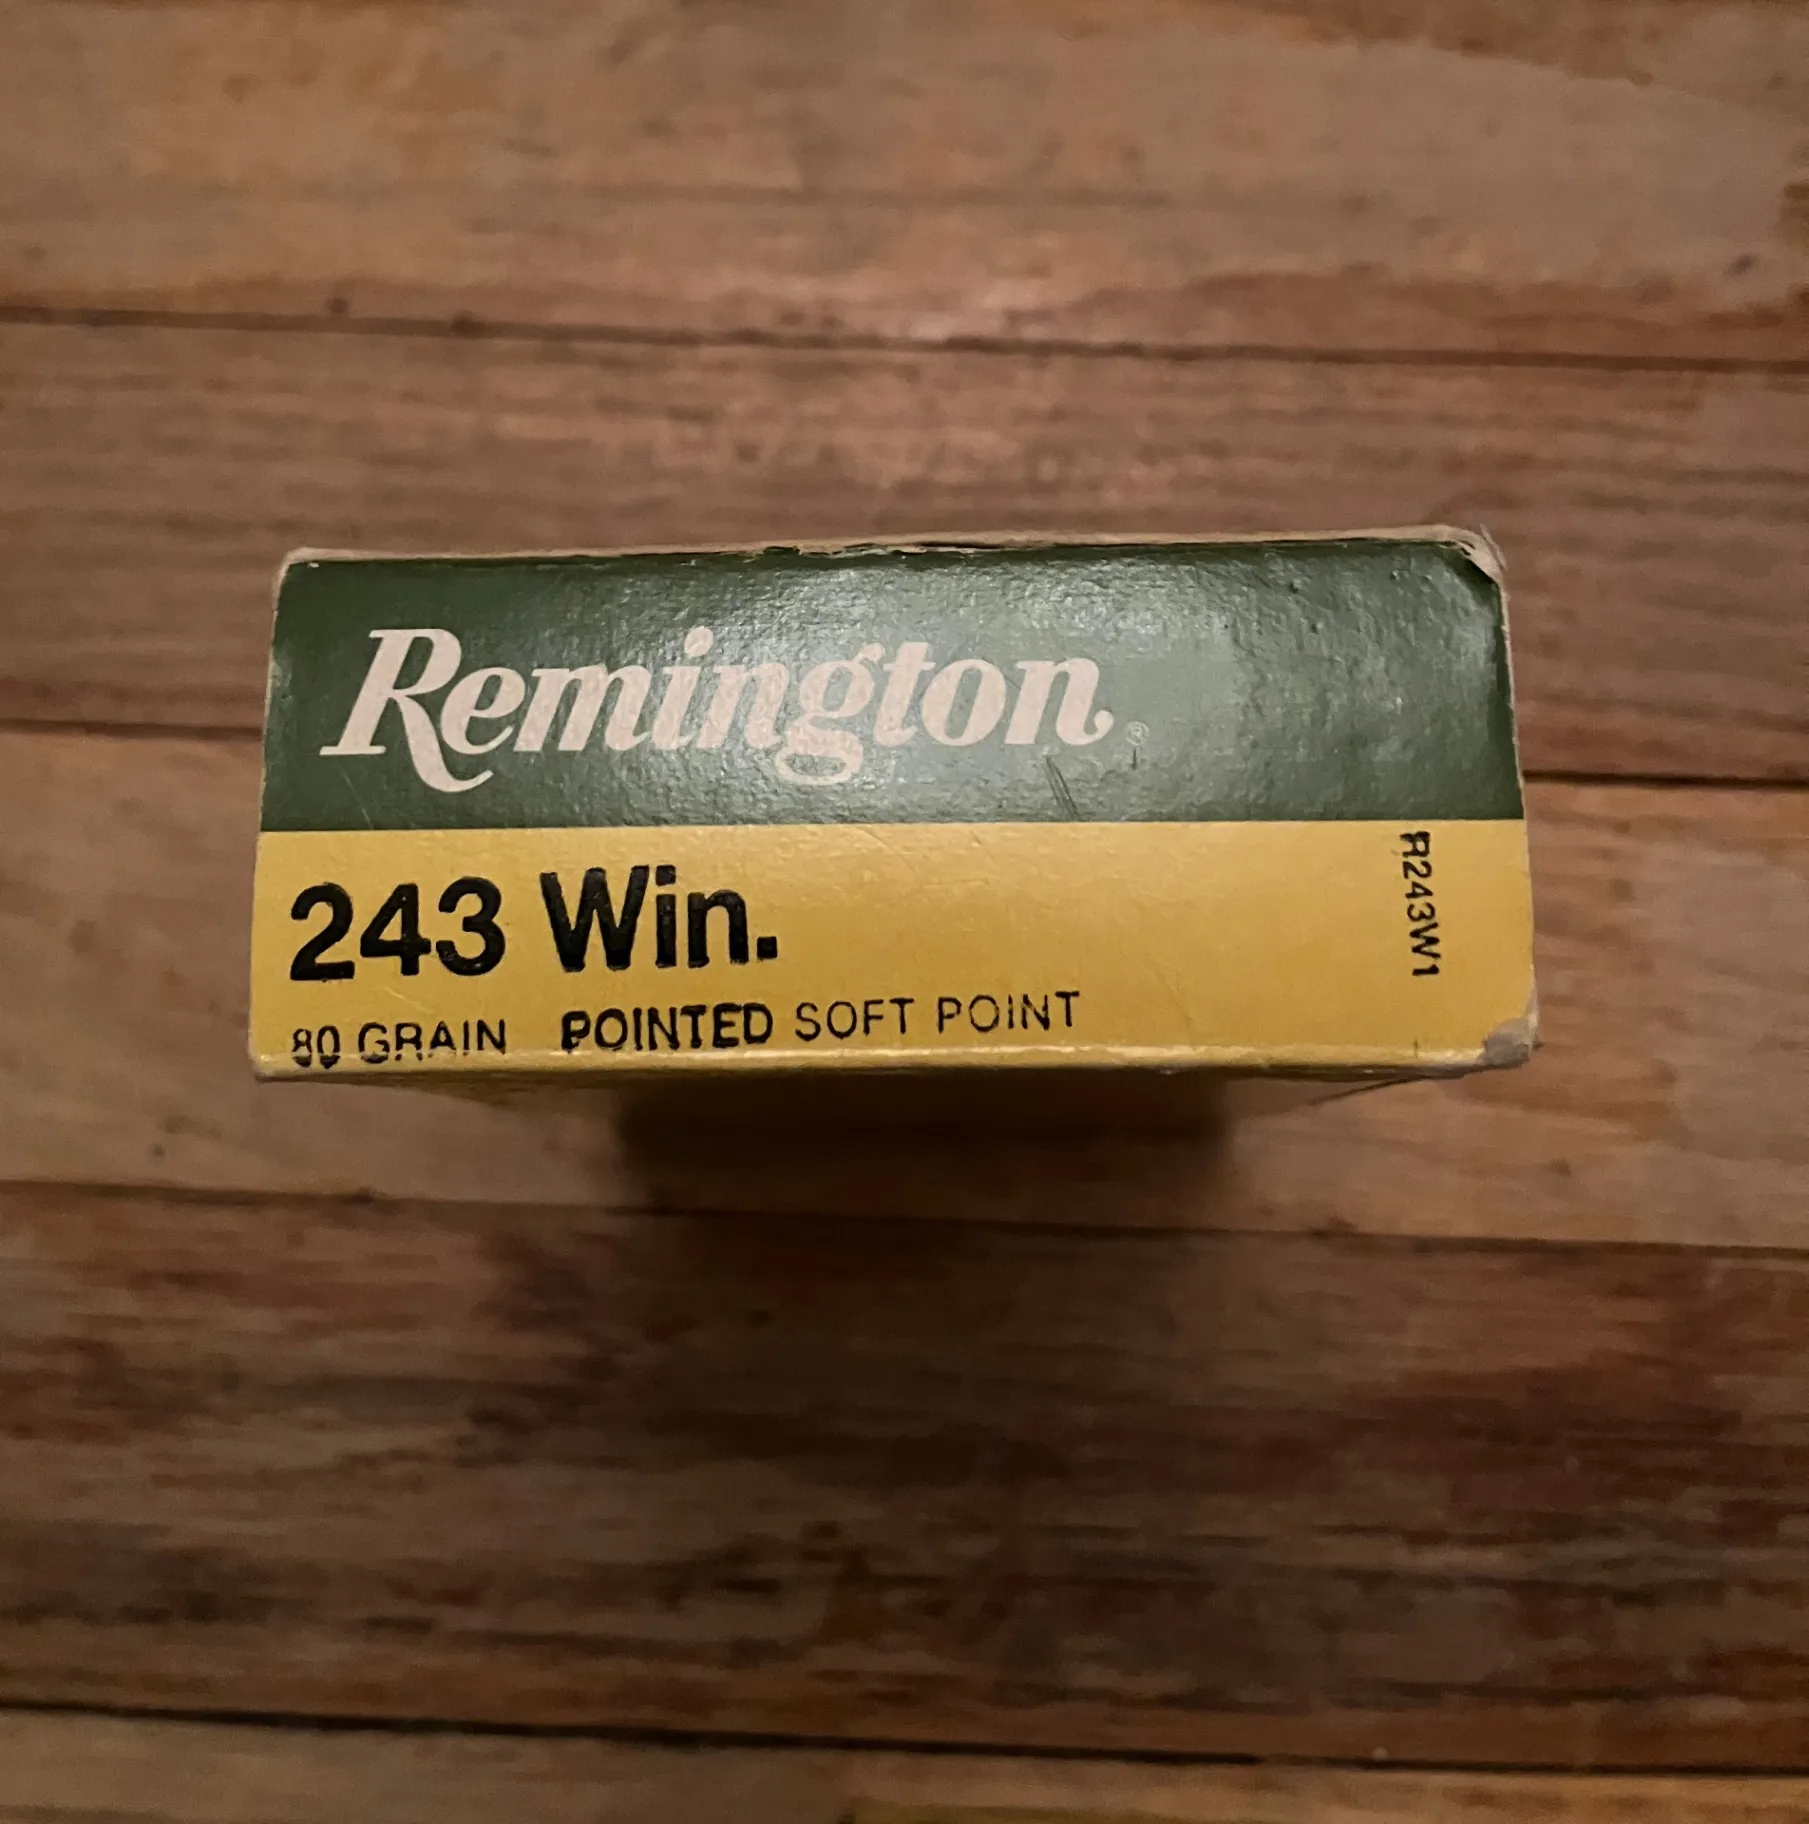 Remington®
243 Win.
80 GRAIN POINTED SOFT POINT
R243W1